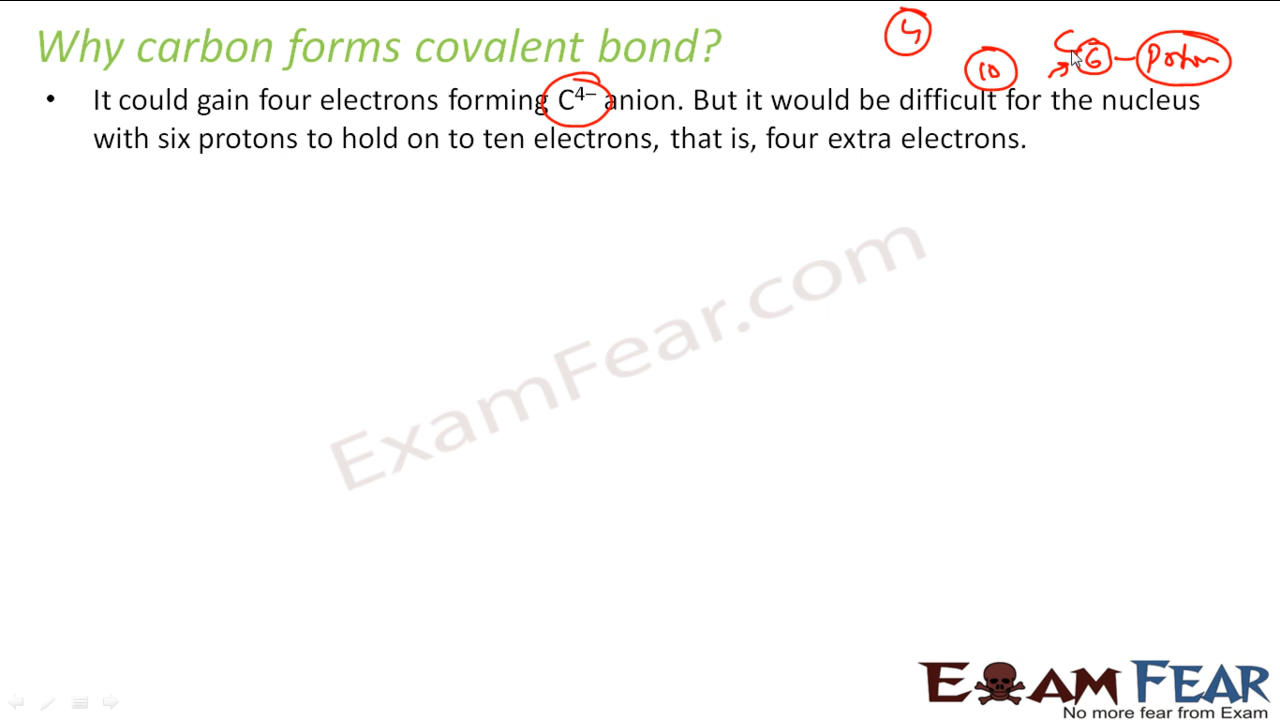 Why carbon forms covalent bond?
4
10
C 6 - Proton
• It could gain four electrons forming C⁴⁻ anion. But it would be difficult for the nucleus
with six protons to hold on to ten electrons, that is, four extra electrons.
ExamFear.com
EXAM FEAR
No more fear from Exam